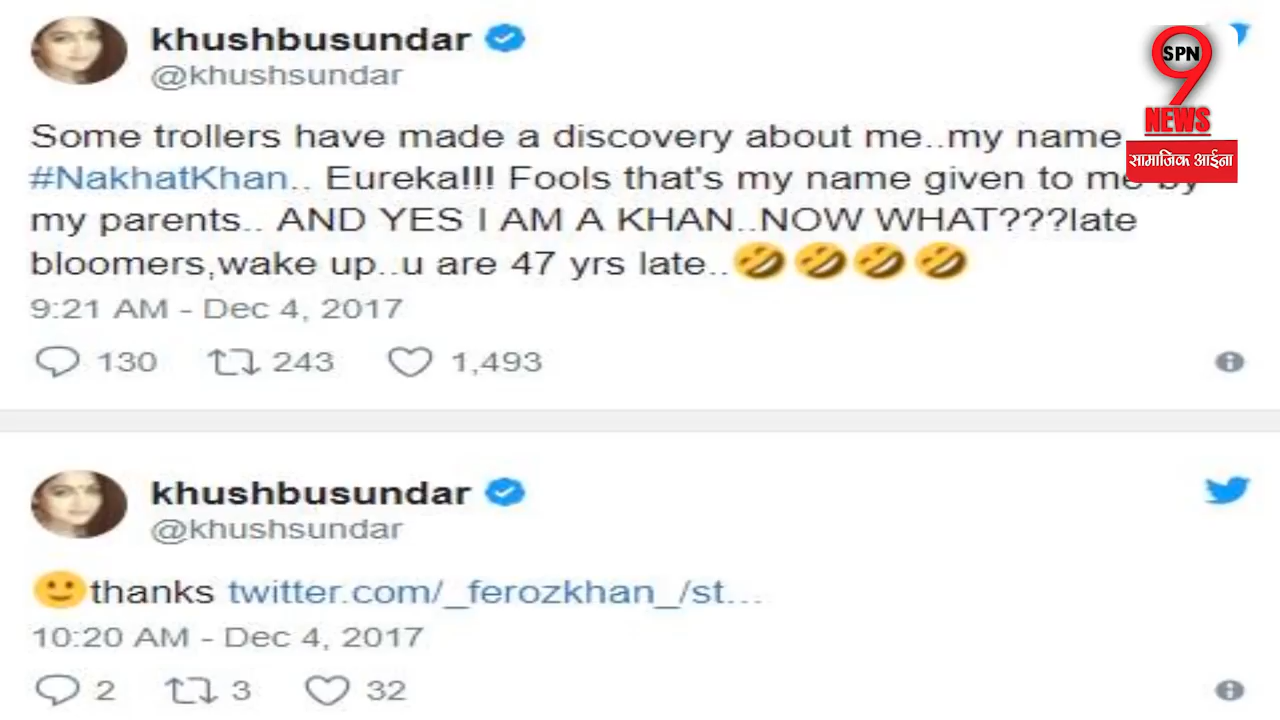 khushbusundar
@khushsundar
SPN
9
NEWS
सामाजिक आईना
Some trollers have made a discovery about me..my name
#NakhatKhan.. Eureka!!! Fools that's my name given to me by
my parents.. AND YES I AM A KHAN..NOW WHAT???late
bloomers,wake up..u are 47 yrs late..🤣🤣🤣🤣
9:21 AM - Dec 4, 2017
130 243 1,493
khushbusundar
@khushsundar
🙂thanks twitter.com/_ferozkhan_/st...
10:20 AM - Dec 4, 2017
2 3 32